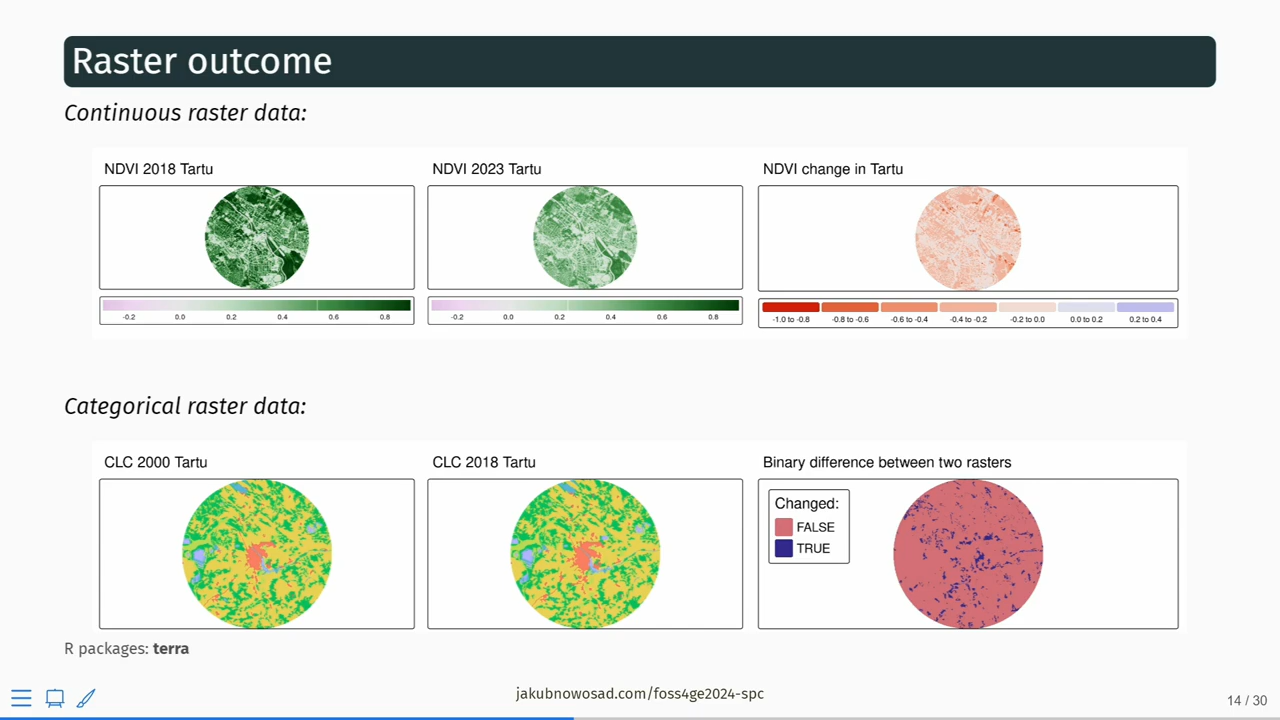 Raster outcome
Continuous raster data:
NDVI 2018 Tartu
NDVI 2023 Tartu
NDVI change in Tartu
-0.2 0.0 0.2 0.4 0.6 0.8
-0.2 0.0 0.2 0.4 0.6 0.8
-1.0 to -0.8 -0.8 to -0.6 -0.6 to -0.4 -0.4 to -0.2 -0.2 to 0.0 0.0 to 0.2 0.2 to 0.4
Categorical raster data:
CLC 2000 Tartu
CLC 2018 Tartu
Binary difference between two rasters
Changed:
FALSE
TRUE
R packages: terra
jakubnowosad.com/foss4ge2024-spc
14 / 30